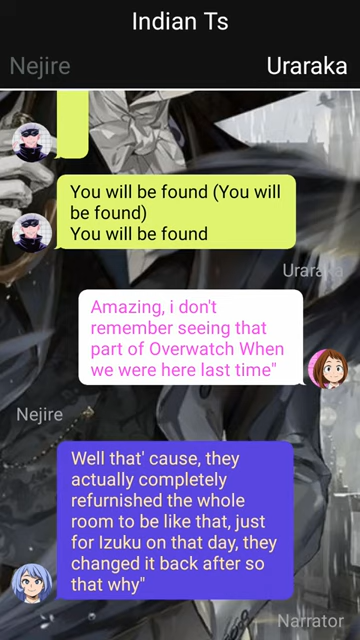 Indian Ts
Nejire
Uraraka
You will be found (You will
be found)
You will be found
Uraraka
Amazing, i don't
remember seeing that
part of Overwatch When
we were here last time"
Nejire
Well that' cause, they
actually completely
refurnished the whole
room to be like that, just
for Izuku on that day, they
changed it back after so
that why"
Narrator